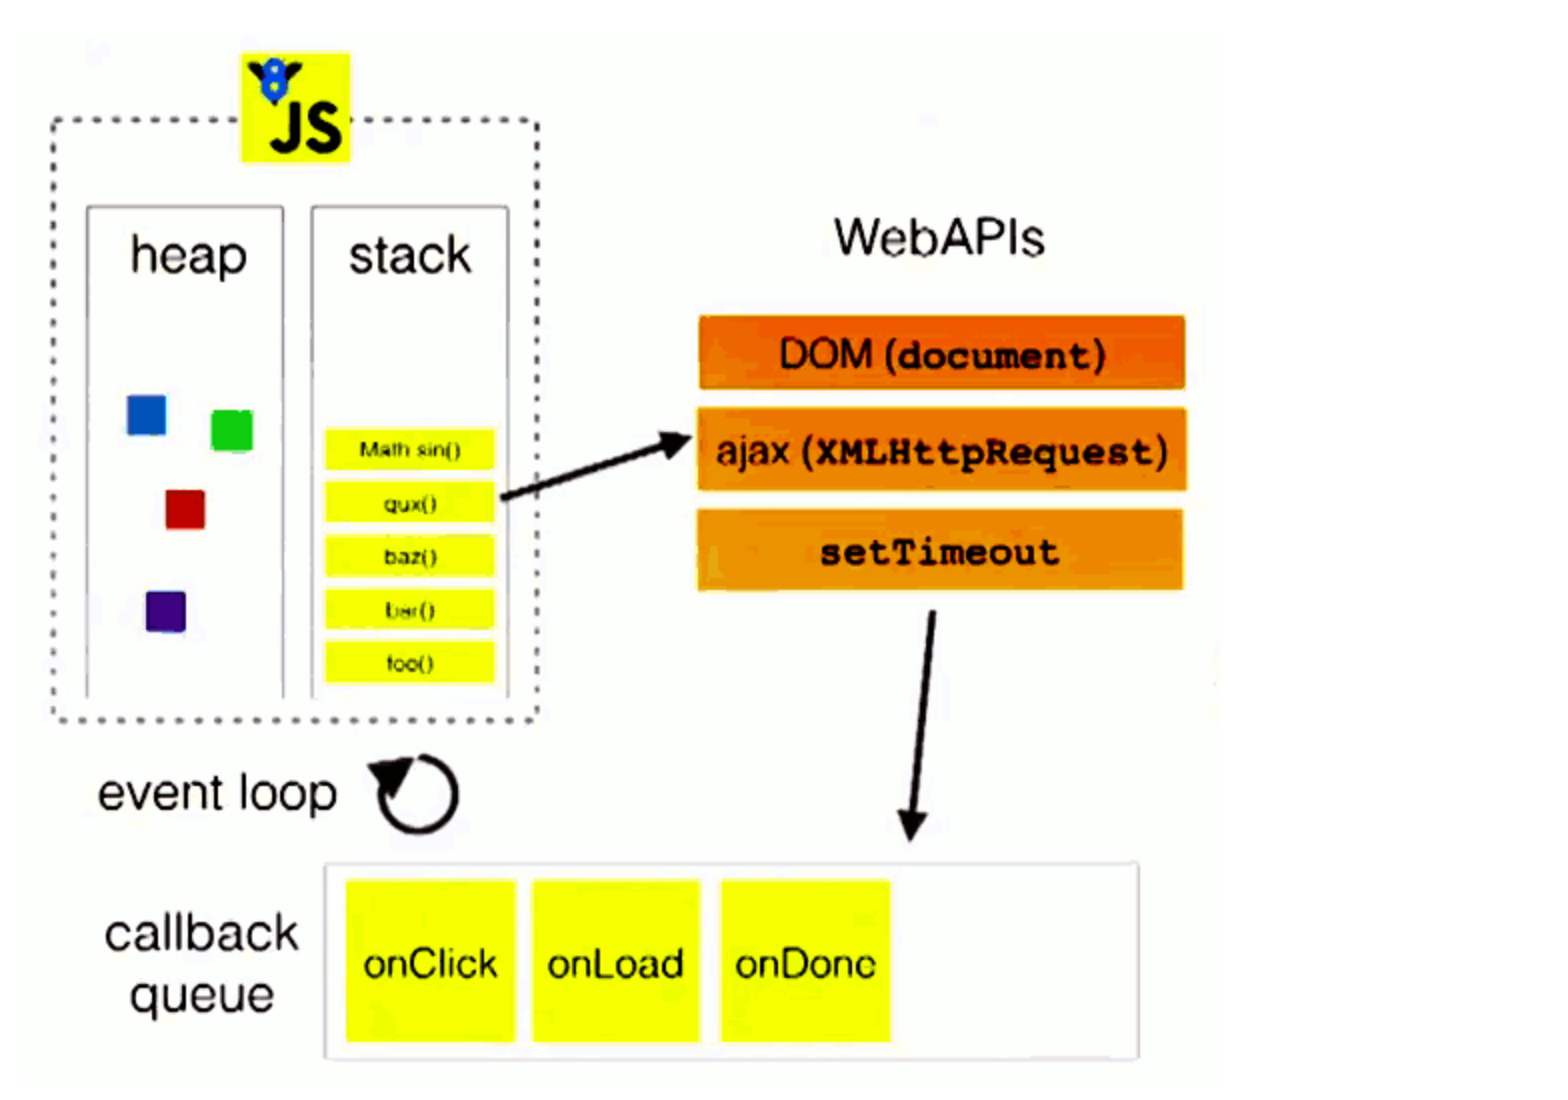 8
JS
heap
stack
Math sin()
qux()
baz()
bar()
foo()
WebAPIs
DOM (document)
ajax (XMLHttpRequest)
setTimeout
event loop
callback
queue
onClick
onLoad
onDone